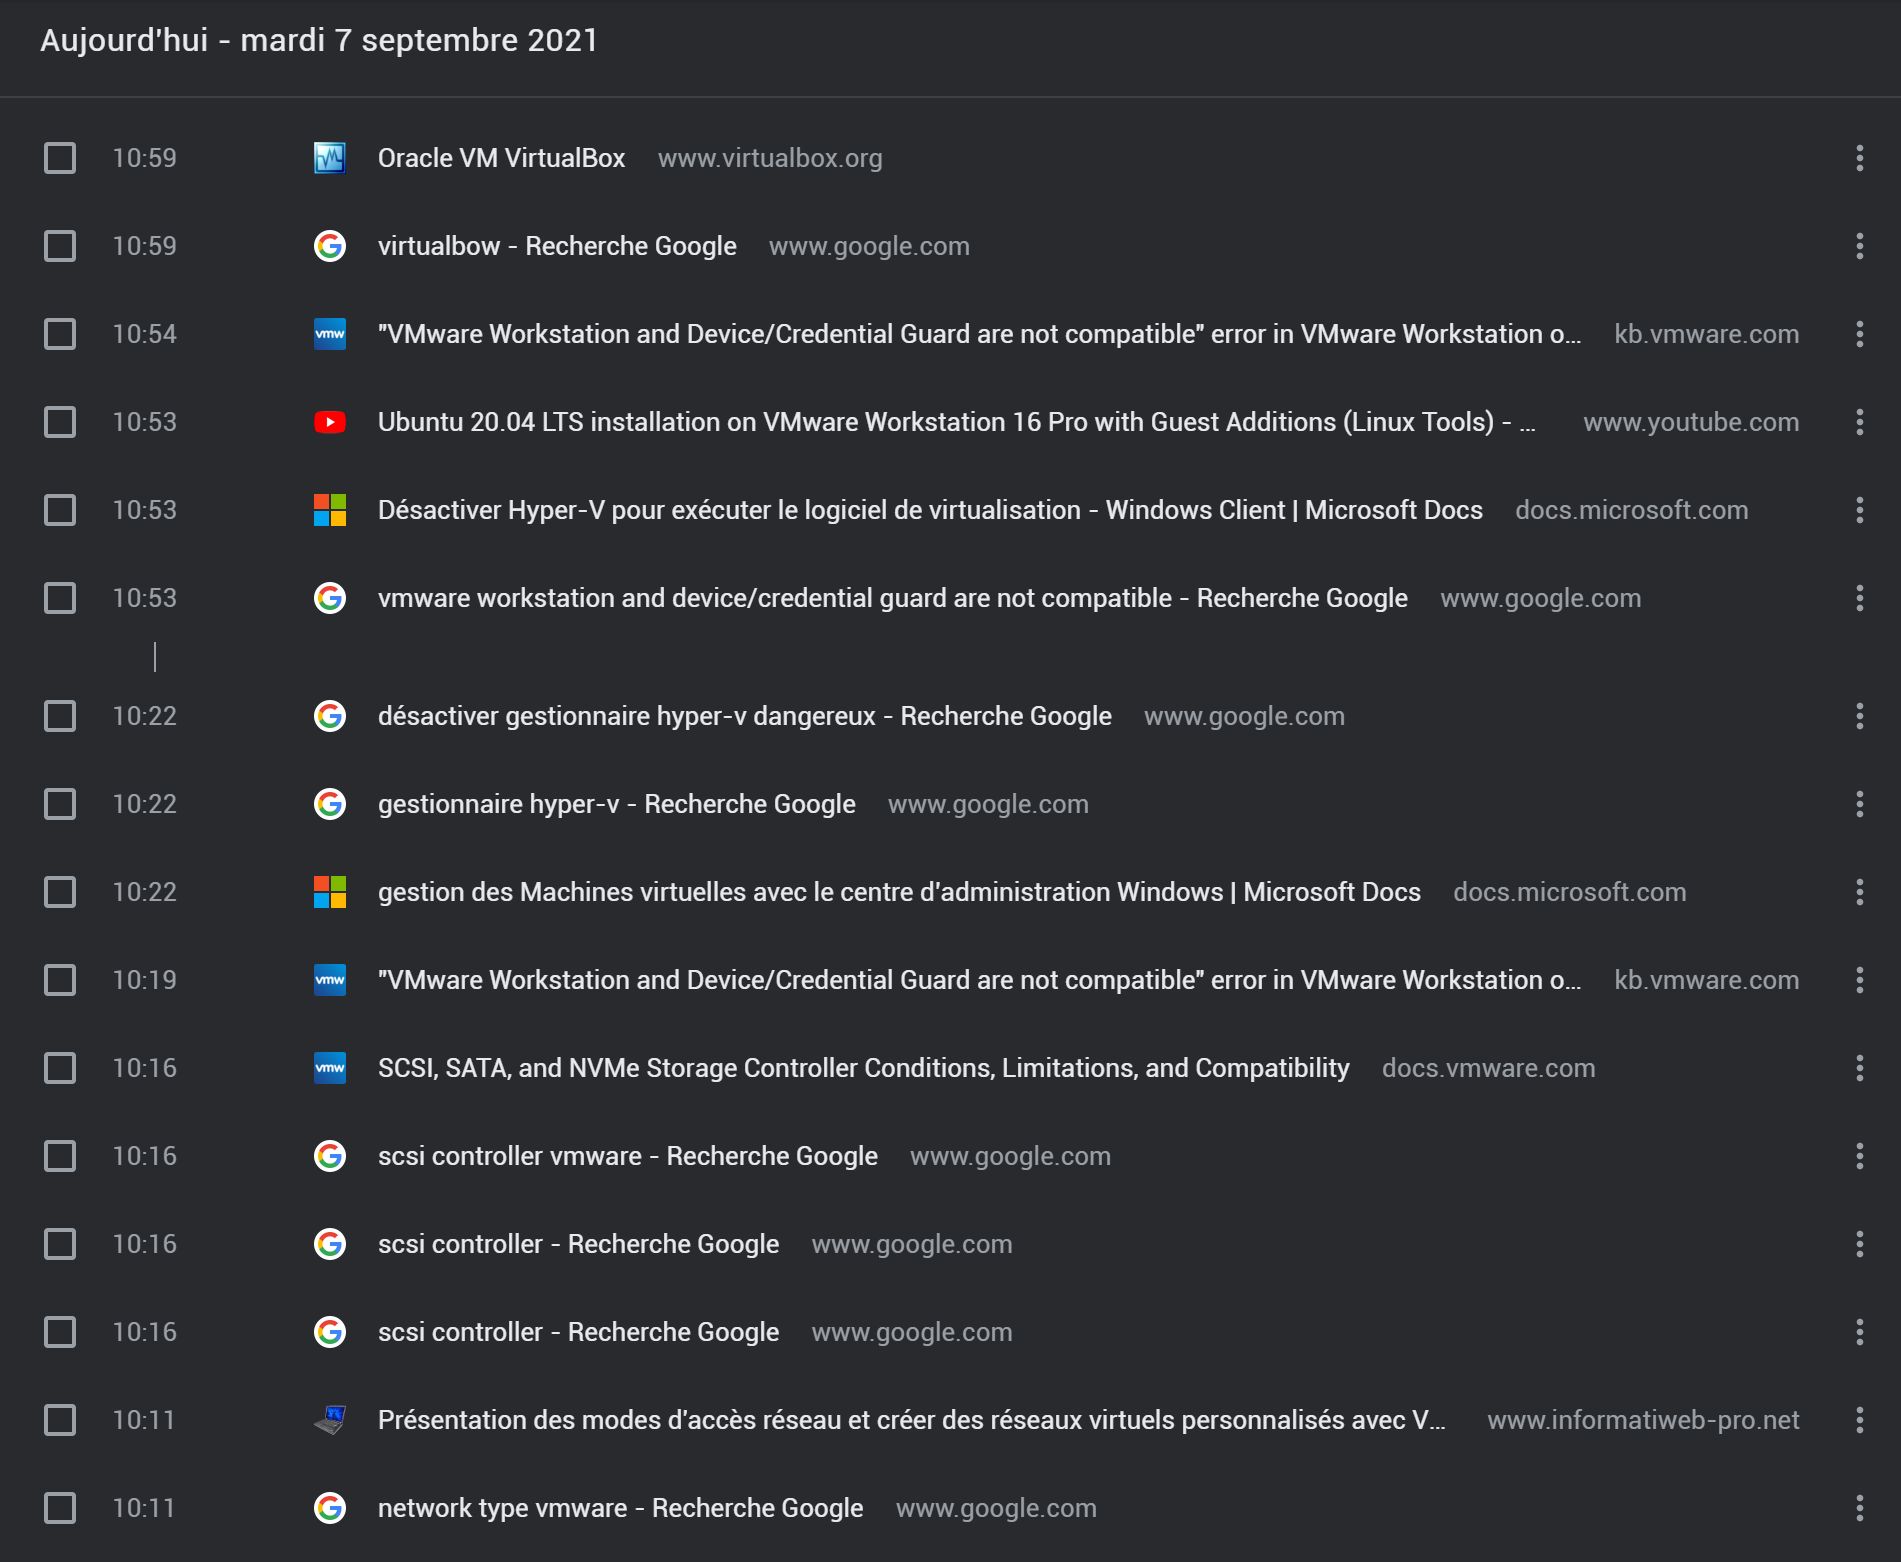 Aujourd'hui - mardi 7 septembre 2021
10:59 Oracle VM VirtualBox www.virtualbox.org
10:59 virtualbow - Recherche Google www.google.com
10:54 vmw "VMware Workstation and Device/Credential Guard are not compatible" error in VMware Workstation o... kb.vmware.com
10:53 Ubuntu 20.04 LTS installation on VMware Workstation 16 Pro with Guest Additions (Linux Tools) - ... www.youtube.com
10:53 Désactiver Hyper-V pour exécuter le logiciel de virtualisation - Windows Client | Microsoft Docs docs.microsoft.com
10:53 vmware workstation and device/credential guard are not compatible - Recherche Google www.google.com
10:22 désactiver gestionnaire hyper-v dangereux - Recherche Google www.google.com
10:22 gestionnaire hyper-v - Recherche Google www.google.com
10:22 gestion des Machines virtuelles avec le centre d'administration Windows | Microsoft Docs docs.microsoft.com
10:19 vmw "VMware Workstation and Device/Credential Guard are not compatible" error in VMware Workstation o... kb.vmware.com
10:16 vmw SCSI, SATA, and NVMe Storage Controller Conditions, Limitations, and Compatibility docs.vmware.com
10:16 scsi controller vmware - Recherche Google www.google.com
10:16 scsi controller - Recherche Google www.google.com
10:16 scsi controller - Recherche Google www.google.com
10:11 Présentation des modes d'accès réseau et créer des réseaux virtuels personnalisés avec V... www.informatiweb-pro.net
10:11 network type vmware - Recherche Google www.google.com